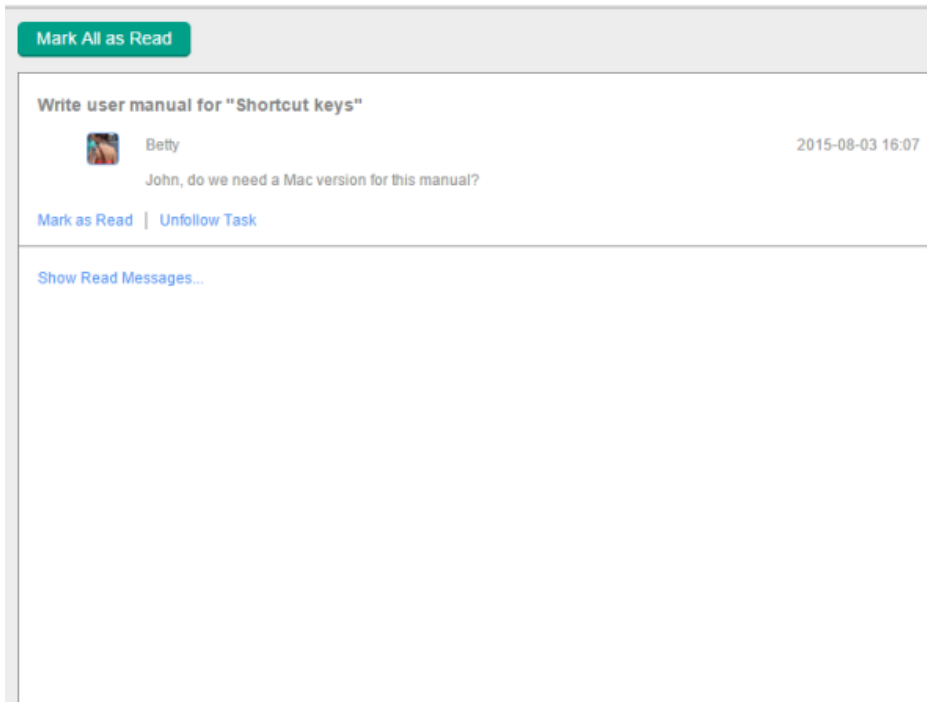 Mark All as Read
Write user manual for "Shortcut keys"
Betty 2015-08-03 16:07
John, do we need a Mac version for this manual?
Mark as Read | Unfollow Task
Show Read Messages...